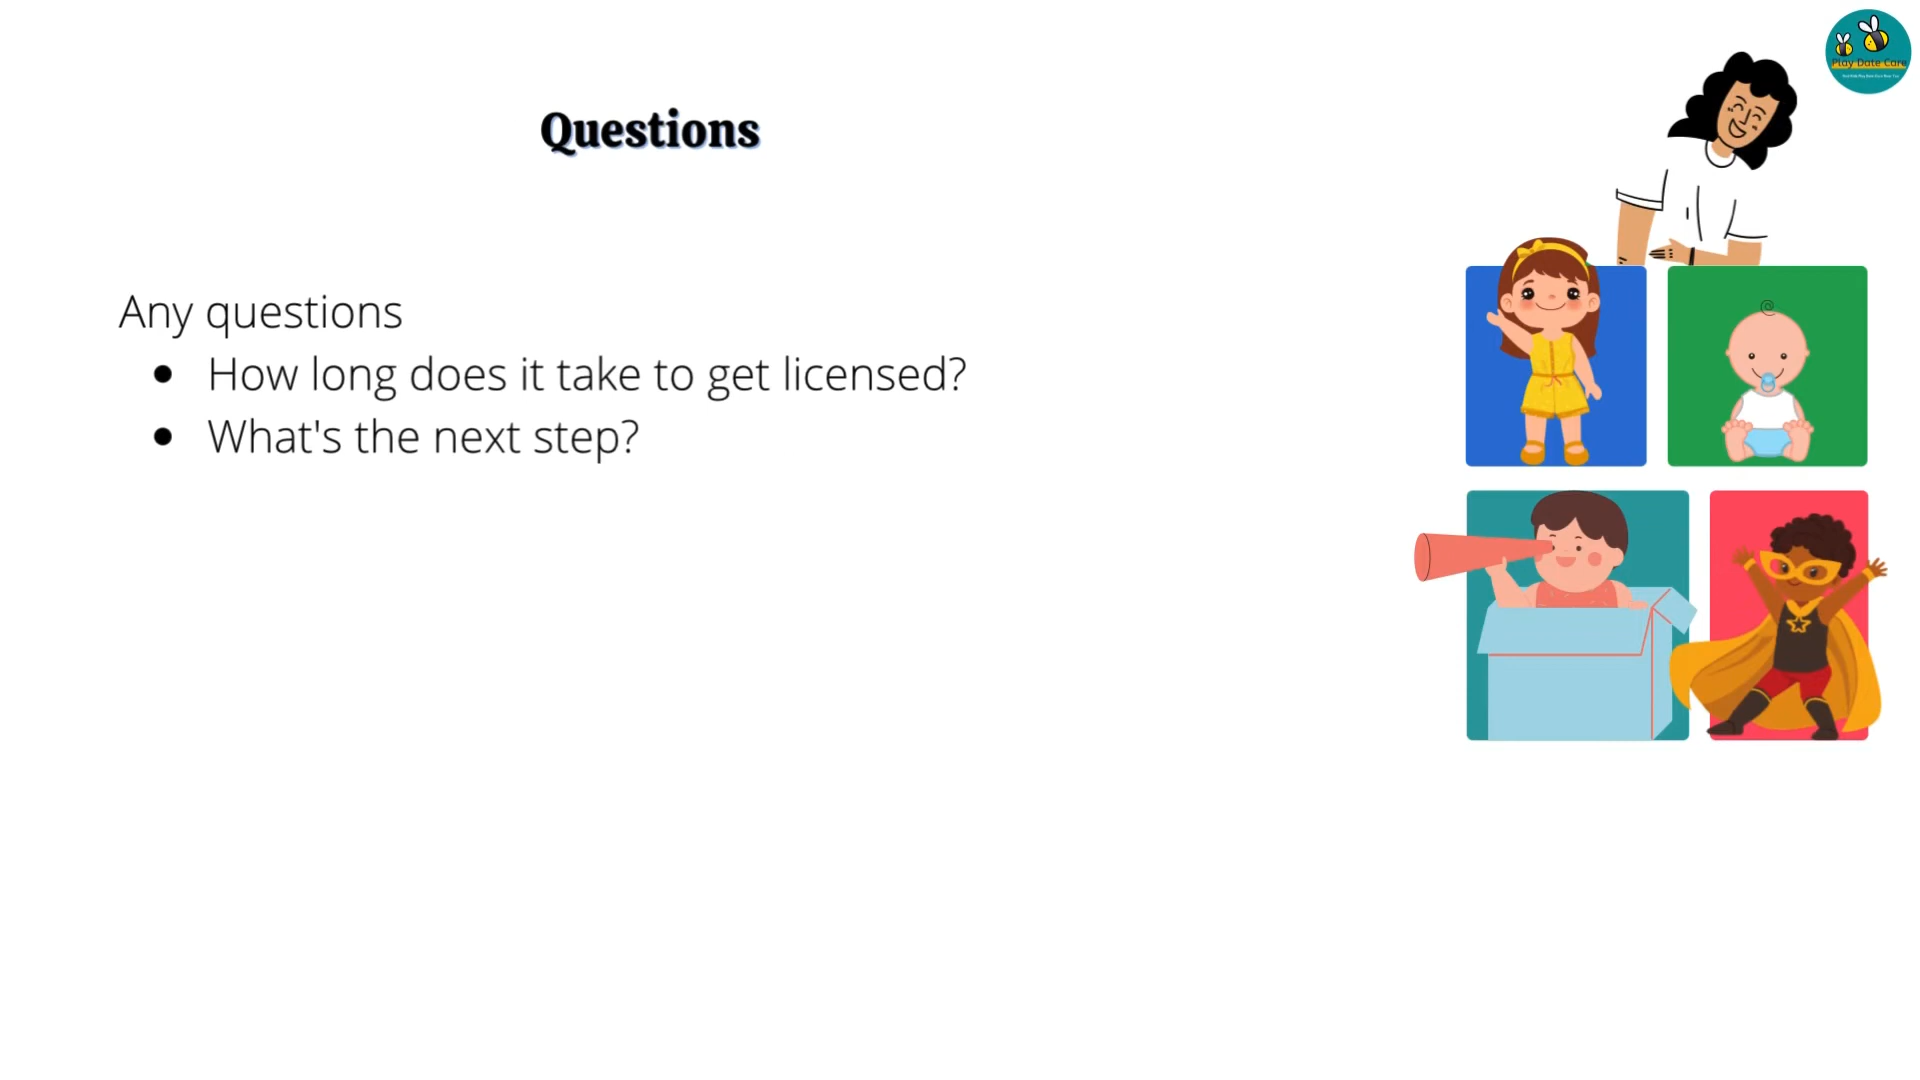 Play Date Care
Questions
Any questions
How long does it take to get licensed?
What's the next step?